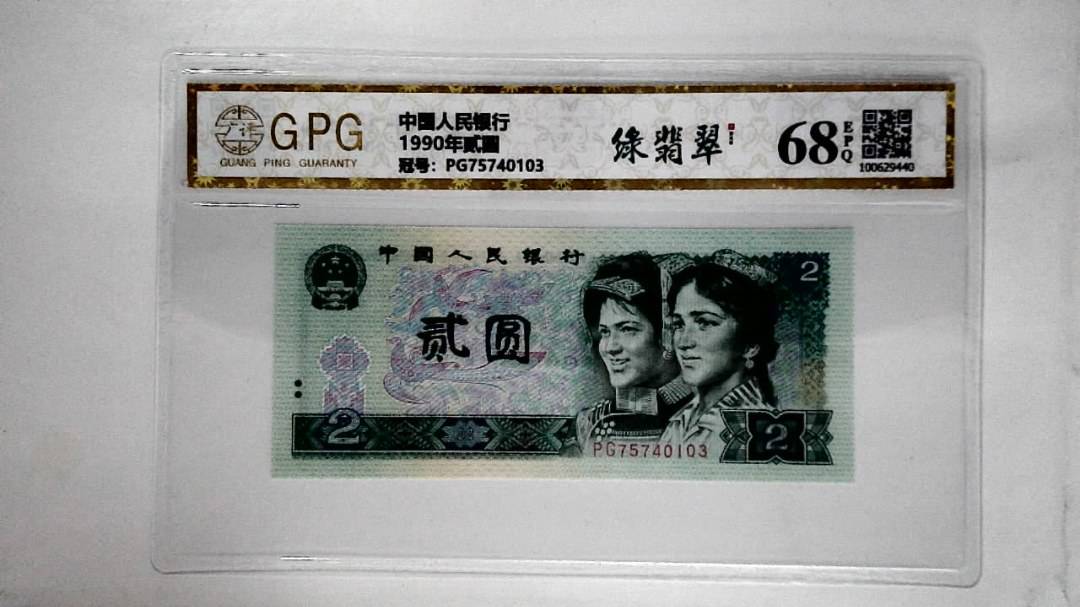 GPG
GUANG PING GUARANTY
中国人民银行
1990年贰圆
冠号：PG75740103
绿翡翠
68
EPQ
100629440
中国人民银行
2
贰圆
2
PG75740103
2